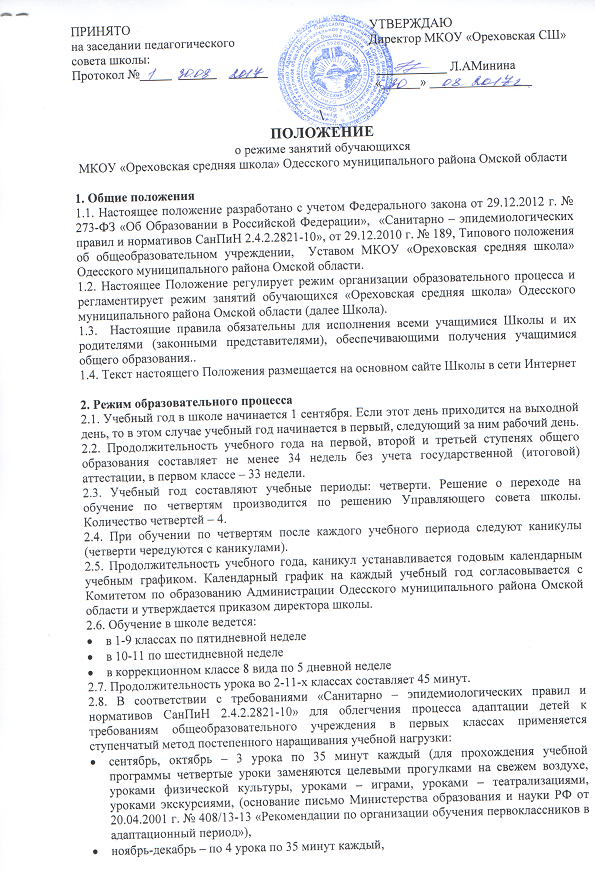 ПРИНЯТО
на заседании педагогического
совета школы:
Протокол № 1 30.08 2017
УТВЕРЖДАЮ
Директор МКОУ «Ореховская СШ»
Л.АМинина
«30» 08. 2017г
ПОЛОЖЕНИЕ
о режиме занятий обучающихся
МКОУ «Ореховская средняя школа» Одесского муниципального района Омской области
1. Общие положения
1.1. Настоящее положение разработано с учетом Федерального закона от 29.12.2012 г. №
273-ФЗ «Об Образовании в Российской Федерации», «Санитарно – эпидемиологических
правил и нормативов СанПиН 2.4.2.2821-10», от 29.12.2010 г. № 189, Типового положения
об общеобразовательном учреждении, Уставом МКОУ «Ореховская средняя школа»
Одесского муниципального района Омской области.
1.2. Настоящее Положение регулирует режим организации образовательного процесса и
регламентирует режим занятий обучающихся «Ореховская средняя школа» Одесского
муниципального района Омской области (далее Школа).
1.3. Настоящие правила обязательны для исполнения всеми учащимися Школы и их
родителями (законными представителями), обеспечивающими получения учащимися
общего образования..
1.4. Текст настоящего Положения размещается на основном сайте Школы в сети Интернет
2. Режим образовательного процесса
2.1. Учебный год в школе начинается 1 сентября. Если этот день приходится на выходной
день, то в этом случае учебный год начинается в первый, следующий за ним рабочий день.
2.2. Продолжительность учебного года на первой, второй и третьей ступенях общего
образования составляет не менее 34 недель без учета государственной (итоговой)
аттестации, в первом классе – 33 недели.
2.3. Учебный год составляют учебные периоды: четверти. Решение о переходе на
обучение по четвертям производится по решению Управляющего совета школы.
Количество четвертей – 4.
2.4. При обучении по четвертям после каждого учебного периода следуют каникулы
(четверти чередуются с каникулами).
2.5. Продолжительность учебного года, каникул устанавливается годовым календарным
учебным графиком. Календарный график на каждый учебный год согласовывается с
Комитетом по образованию Администрации Одесского муниципального района Омской
области и утверждается приказом директора школы.
2.6. Обучение в школе ведется:
• в 1-9 классах по пятидневной неделе
• в 10-11 по шестидневной неделе
• в коррекционном классе 8 вида по 5 дневной неделе
2.7. Продолжительность урока во 2-11-х классах составляет 45 минут.
2.8. В соответствии с требованиями «Санитарно – эпидемиологических правил и
нормативов СанПиН 2.4.2.2821-10» для облегчения процесса адаптации детей к
требованиям общеобразовательного учреждения в первых классах применяется
ступенчатый метод постепенного наращивания учебной нагрузки:
• сентябрь, октябрь – 3 урока по 35 минут каждый (для прохождения учебной
программы четвертые уроки заменяются целевыми прогулками на свежем воздухе,
уроками физической культуры, уроками – играми, уроками – театрализациями,
уроками экскурсиями, (основание письмо Министерства образования и науки РФ от
20.04.2001 г. № 408/13-13 «Рекомендации по организации обучения первоклассников в
адаптационный период»),
• ноябрь-декабрь – по 4 урока по 35 минут каждый,